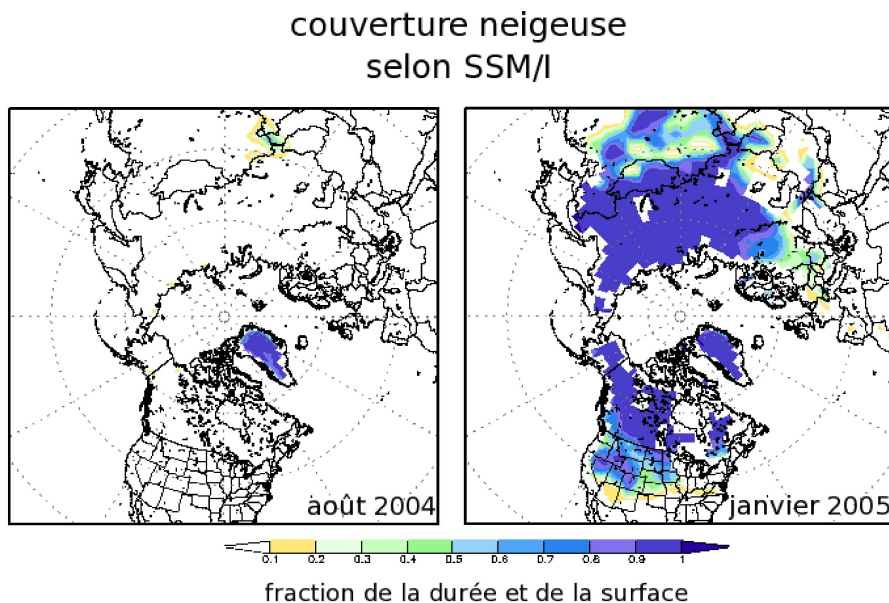 couverture neigeuse
selon SSM/I
août 2004
janvier 2005
0.1 0.2 0.3 0.4 0.5 0.6 0.7 0.8 0.9 1
fraction de la durée et de la surface